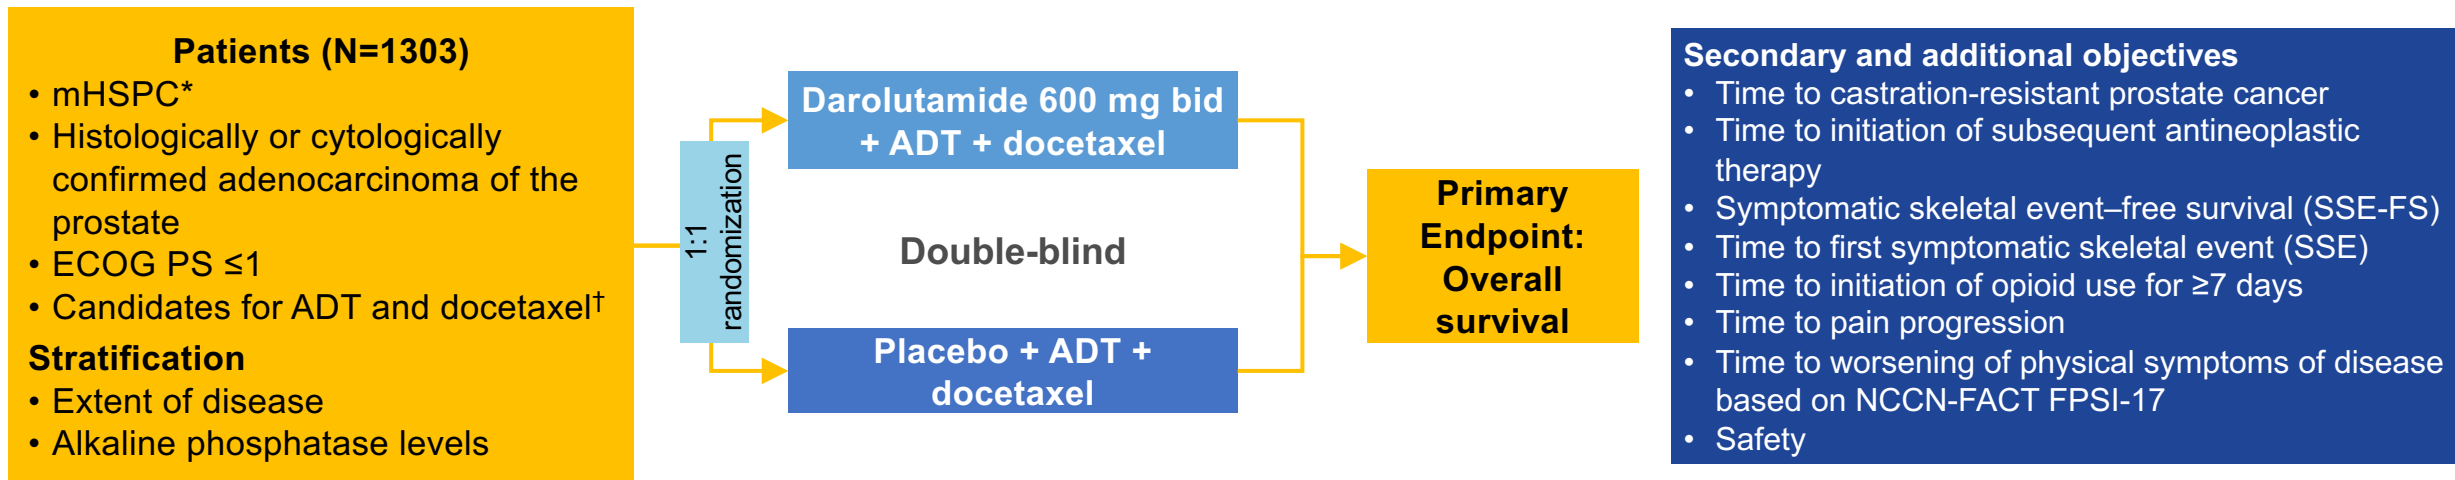 Patients (N=1303)
• mHSPC*
• Histologically or cytologically
confirmed adenocarcinoma of the
prostate
• ECOG PS ≤1
• Candidates for ADT and docetaxel†
Stratification
• Extent of disease
• Alkaline phosphatase levels
1:1
randomization
Darolutamide 600 mg bid
+ ADT + docetaxel
Double-blind
Placebo + ADT +
docetaxel
Primary
Endpoint:
Overall
survival
Secondary and additional objectives
• Time to castration-resistant prostate cancer
• Time to initiation of subsequent antineoplastic
therapy
• Symptomatic skeletal event–free survival (SSE-FS)
• Time to first symptomatic skeletal event (SSE)
• Time to initiation of opioid use for ≥7 days
• Time to pain progression
• Time to worsening of physical symptoms of disease
based on NCCN-FACT FPSI-17
• Safety